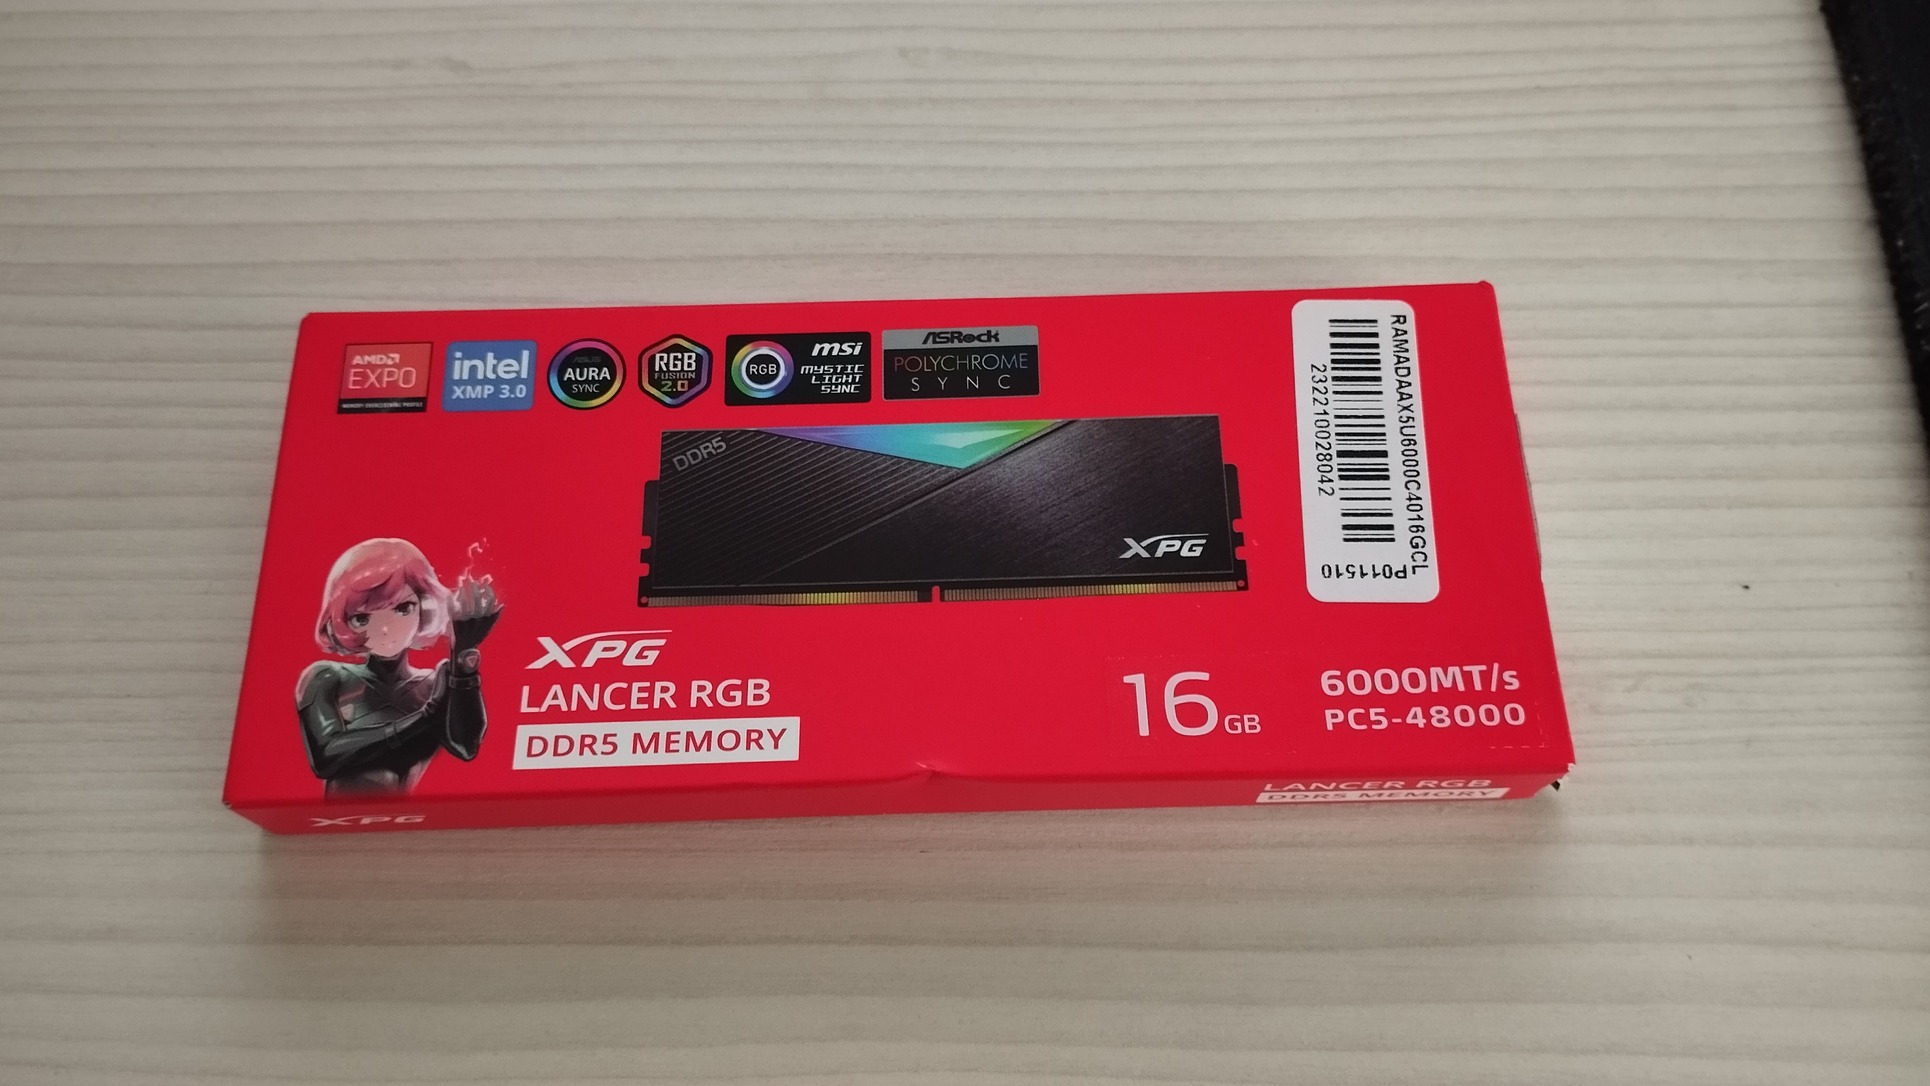 AMD EXPO
intel XMP 3.0
ASUS AURA SYNC
RGB FUSION 2.0
RGB
msi
MYSTIC LIGHT SYNC
ASRock
POLYCHROME
SYNC
DDR5
XPG
RAMADAAX5U6000C4016GCL
232210028042
P011510
XPG
LANCER RGB
DDR5 MEMORY
16GB
6000MT/s
PC5-48000
XPG
LANCER RGB
DDR5 MEMORY